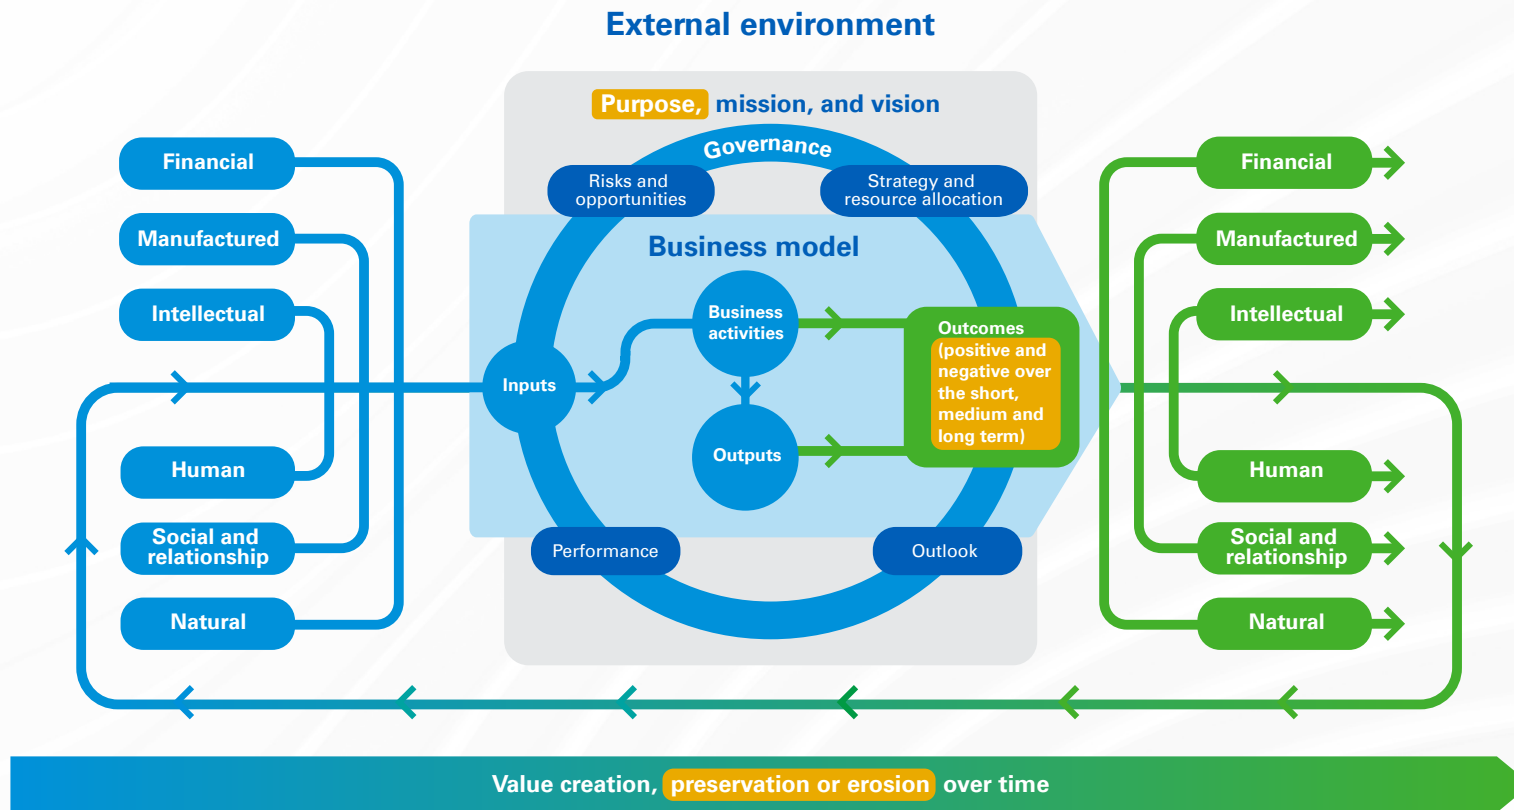 External environment
Purpose, mission, and vision
Governance
Risks and
opportunities
Strategy and
resource allocation
Financial
Manufactured
Intellectual
Human
Social and
relationship
Natural
Business model
Inputs
Business
activities
Outputs
Outcomes
(positive and
negative over
the short,
medium and
long term)
Performance
Outlook
Financial
Manufactured
Intellectual
Human
Social and
relationship
Natural
Value creation, preservation or erosion over time